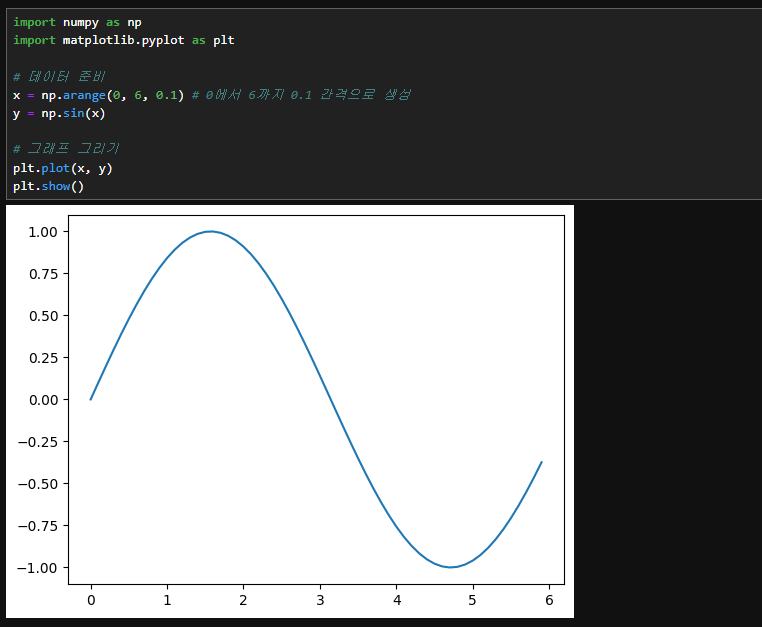 import numpy as np
import matplotlib.pyplot as plt
# 데이터 준비
x = np.arange(0, 6, 0.1) # 0에서 6까지 0.1 간격으로 생성
y = np.sin(x)
# 그래프 그리기
plt.plot(x, y)
plt.show()
1.00
0.75
0.50
0.25
0.00
−0.25
−0.50
−0.75
−1.00
0 1 2 3 4 5 6